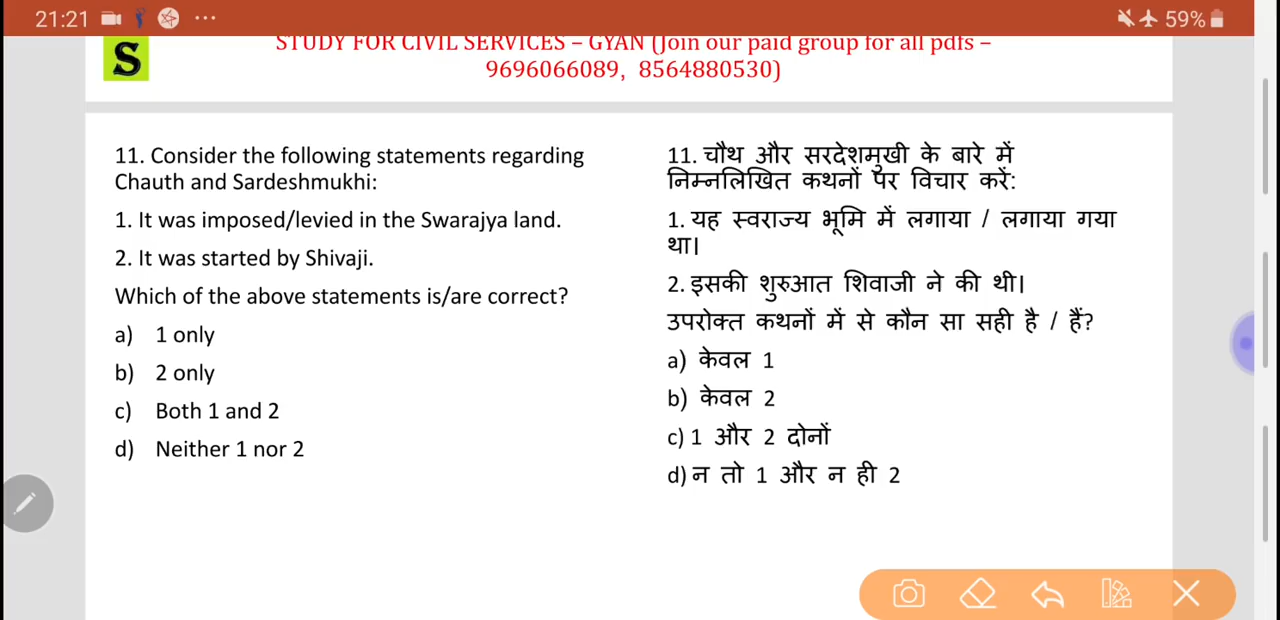 21:21 59%
S
STUDY FOR CIVIL SERVICES – GYAN (Join our paid group for all pdfs –
9696066089, 8564880530)
11. Consider the following statements regarding
Chauth and Sardeshmukhi:
1. It was imposed/levied in the Swarajya land.
2. It was started by Shivaji.
Which of the above statements is/are correct?
a) 1 only
b) 2 only
c) Both 1 and 2
d) Neither 1 nor 2
11. चौथ और सरदेशमुखी के बारे में
निम्नलिखित कथनों पर विचार करें:
1. यह स्वराज्य भूमि में लगाया / लगाया गया
था।
2. इसकी शुरुआत शिवाजी ने की थी।
उपरोक्त कथनों में से कौन सा सही है / हैं?
a) केवल 1
b) केवल 2
c) 1 और 2 दोनों
d) न तो 1 और न ही 2